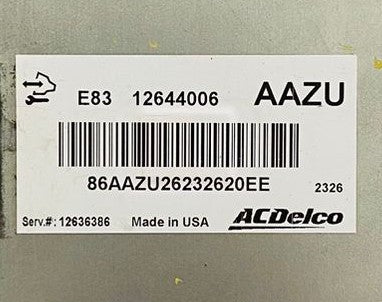 E83 12644006 AAZU
86AAZU26232620EE
2326
Serv.#: 12636386 Made in USA ACDelco